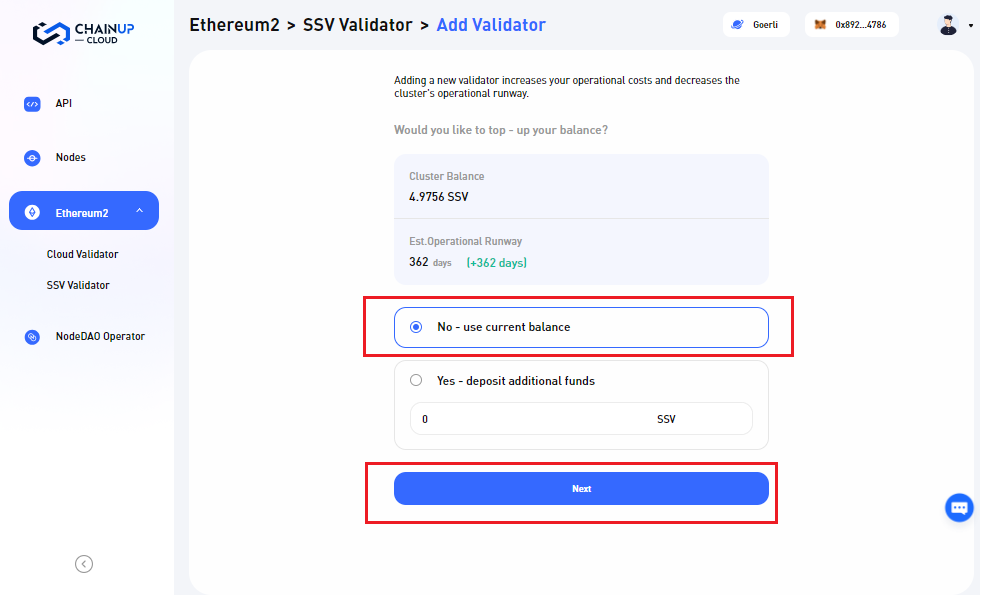 CHAINUP
CLOUD
Ethereum2 > SSV Validator > Add Validator
Goerli
0x892...4786
API
Nodes
Ethereum2
Cloud Validator
SSV Validator
NodeDAO Operator
Adding a new validator increases your operational costs and decreases the
cluster's operational runway.
Would you like to top - up your balance?
Cluster Balance
4.9756 SSV
Est.Operational Runway
362 days (+362 days)
No - use current balance
Yes - deposit additional funds
0 SSV
Next